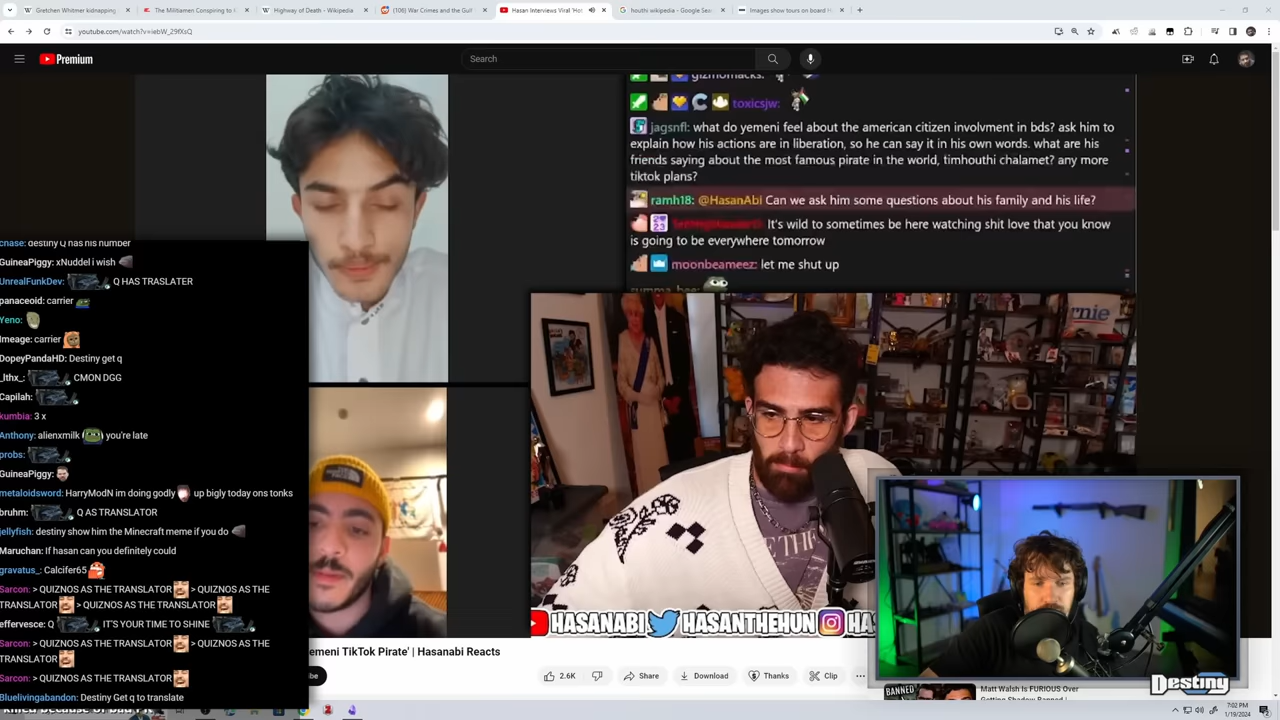 Gretchen Whitmer kidnapping
The Militiamen Conspiring to
Highway of Death - Wikipedia
(106) War Crimes and the Gulf
Hasan Interviews Viral 'Hot
houthi wikipedia - Google Sea
Images show tours on board
youtube.com/watch?v=iebW_29fXsQ
Premium
Search
gizmomacks:
toxicsjw:
jagsnfl: what do yemeni feel about the american citizen involvment in bds? ask him to
explain how his actions are in liberation, so he can say it in his own words. what are his
friends saying about the most famous pirate in the world, timhouthi chalamet? any more
tiktok plans?
ramh18: @HasanAbi Can we ask him some questions about his family and his life?
It's wild to sometimes be here watching shit love that you know
is going to be everywhere tomorrow
moonbeameez: let me shut up
cnase: destiny Q has his number
GuineaPiggy: xNuddel i wish
UnrealFunkDev: Q HAS TRASLATER
panaceoid: carrier
Yeno:
Imeage: carrier
DopeyPandaHD: Destiny get q
_lthx_: CMON DGG
Capilah:
kumbia: 3 x
Anthony: alienxmilk you're late
probs:
GuineaPiggy:
metaloidsword: HarryModN im doing godly up bigly today ons tonks
bruhm: Q AS TRANSLATOR
jellyfish: destiny show him the Minecraft meme if you do
Maruchan: If hasan can you definitely could
gravatus_: Calcifer65
Sarcon: > QUIZNOS AS THE TRANSLATOR > QUIZNOS AS THE
TRANSLATOR > QUIZNOS AS THE TRANSLATOR
effervesce: Q IT'S YOUR TIME TO SHINE
Sarcon: > QUIZNOS AS THE TRANSLATOR > QUIZNOS AS THE
TRANSLATOR
Sarcon: > QUIZNOS AS THE TRANSLATOR
Bluelivingabandon: Destiny Get q to translate
HASANABI HASANTHEHUN
emeni TikTok Pirate' | Hasanabi Reacts
2.6K
Share
Download
Thanks
Clip
BANNED
Matt Walsh is FURIOUS Over
Destiny
7:02 PM
1/19/2024